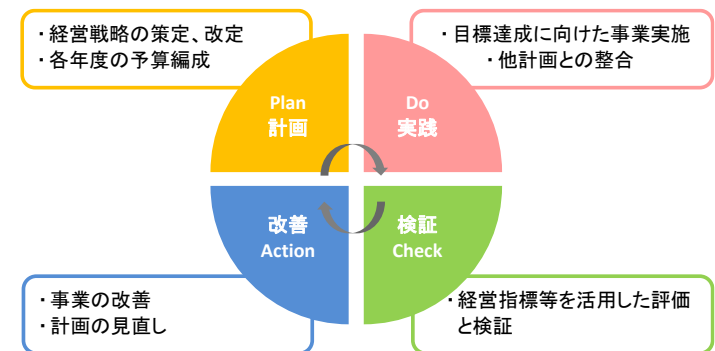 ・経営戦略の策定、改定
・各年度の予算編成
・目標達成に向けた事業実施
・他計画との整合
Plan
計画
Do
実践
改善
Action
検証
Check
・事業の改善
・計画の見直し
・経営指標等を活用した評価
と検証